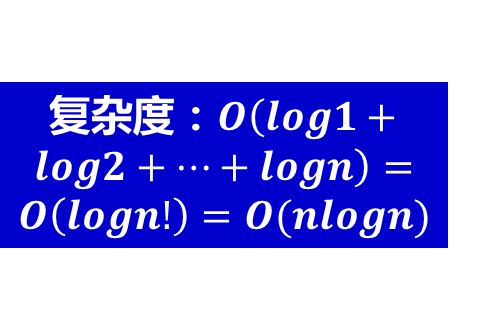 复杂度：O(log1 +
log2 + ⋯ + logn) =
O(logn!) = O(nlogn)